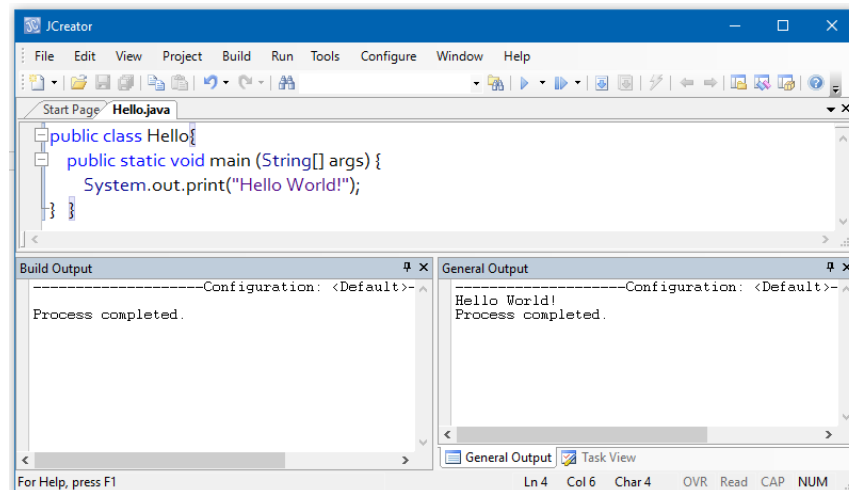 JCreator
File Edit View Project Build Run Tools Configure Window Help
Start Page Hello.java
public class Hello{
public static void main (String[] args) {
System.out.print("Hello World!");
} }
Build Output
--------------------Configuration: <Default>-
Process completed.
General Output
--------------------Configuration: <Default>-
Hello World!
Process completed.
General Output Task View
For Help, press F1 Ln 4 Col 6 Char 4 OVR Read CAP NUM